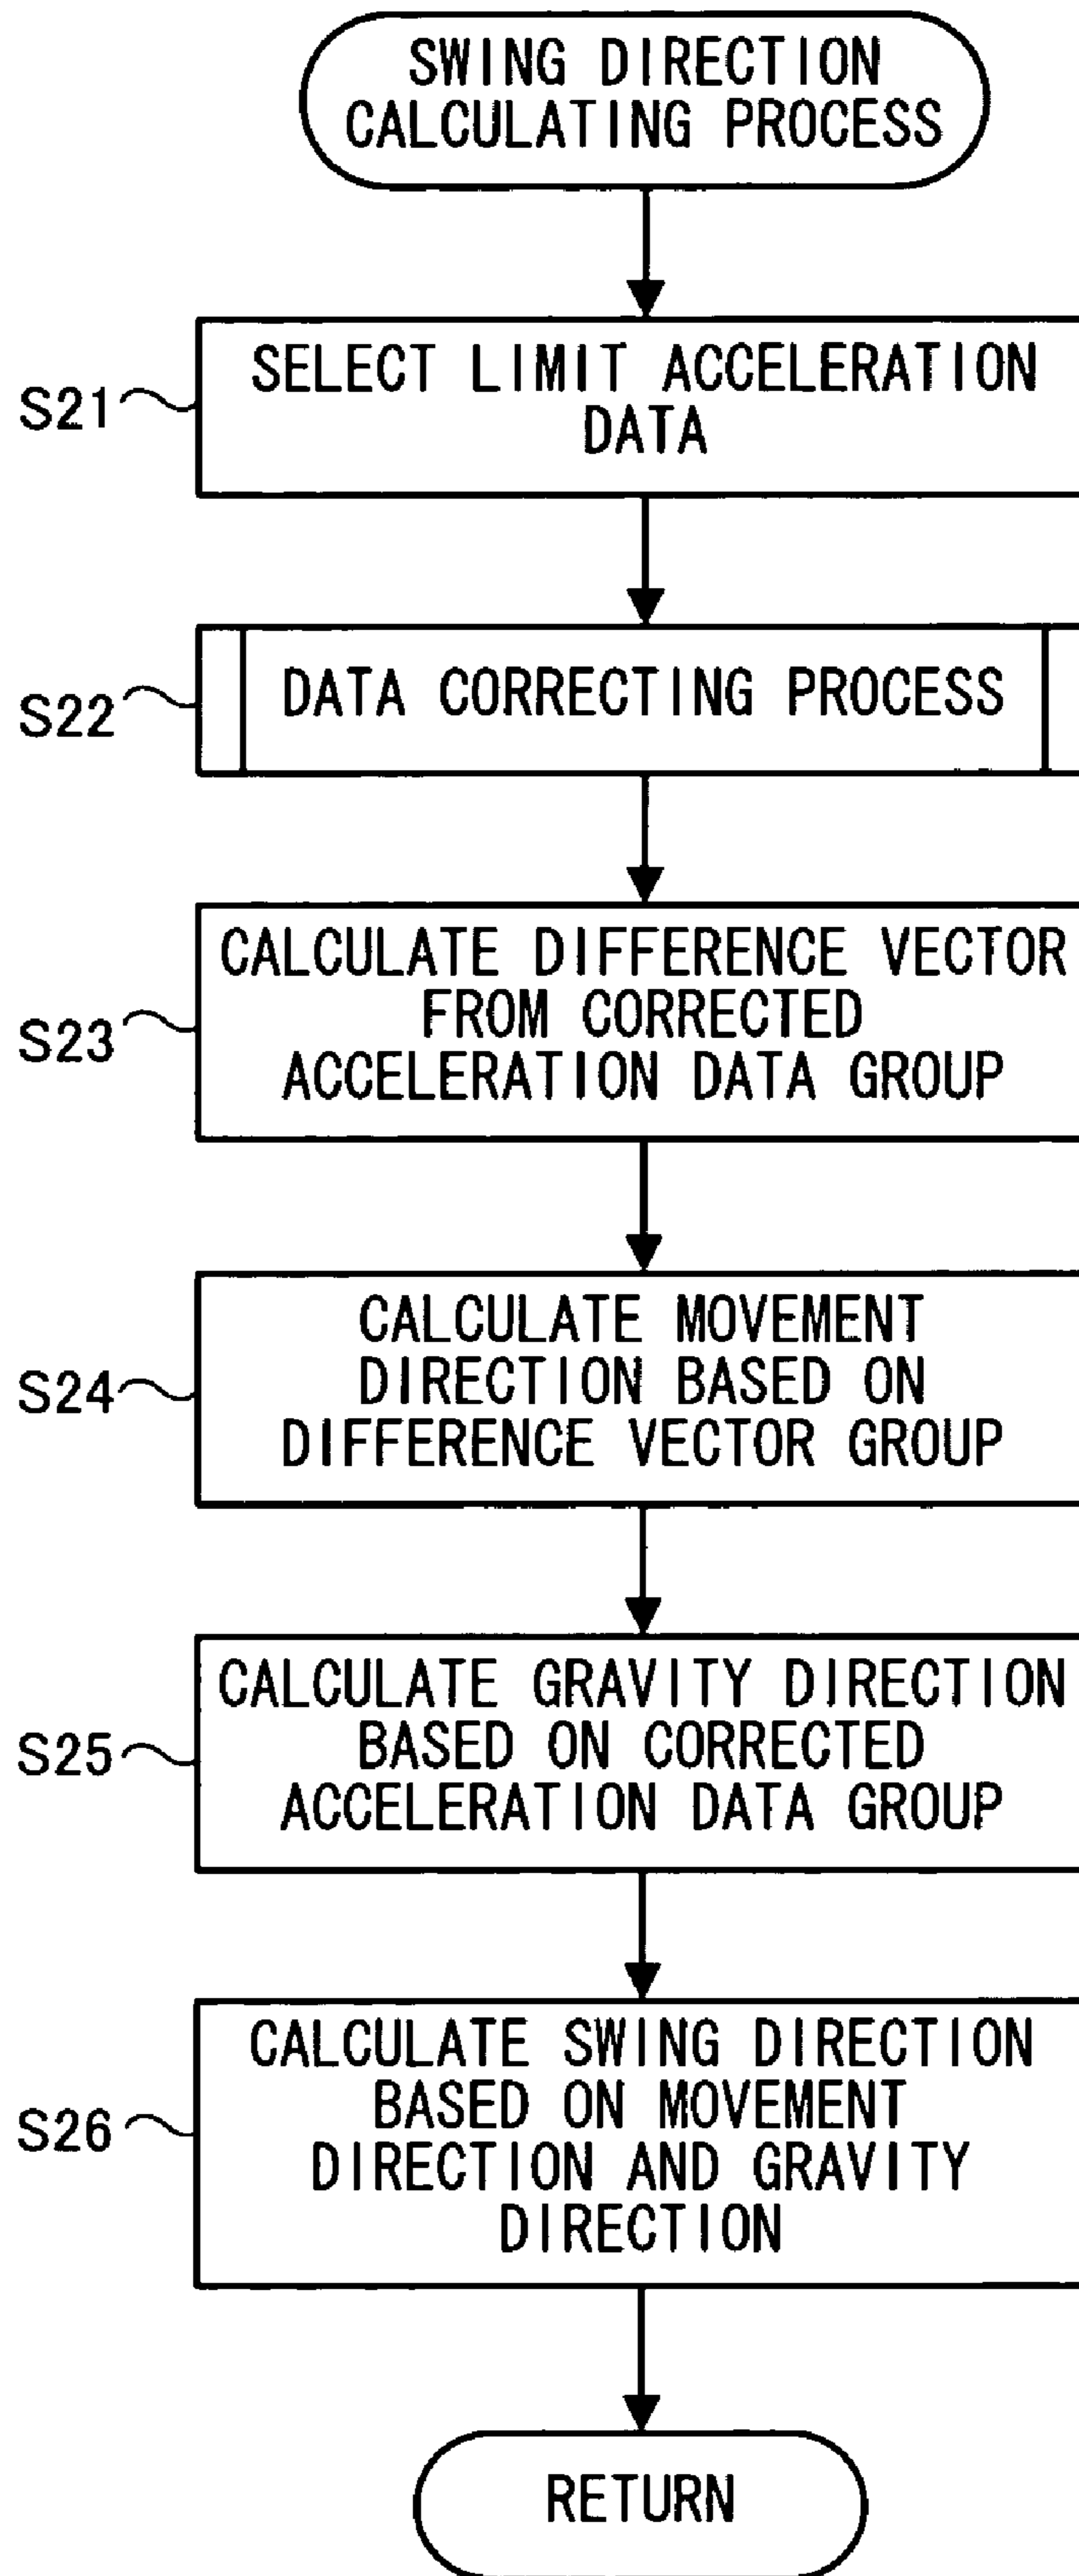 SWING DIRECTION
CALCULATING PROCESS
S21
SELECT LIMIT ACCELERATION
DATA
S22
DATA CORRECTING PROCESS
S23
CALCULATE DIFFERENCE VECTOR
FROM CORRECTED
ACCELERATION DATA GROUP
S24
CALCULATE MOVEMENT
DIRECTION BASED ON
DIFFERENCE VECTOR GROUP
S25
CALCULATE GRAVITY DIRECTION
BASED ON CORRECTED
ACCELERATION DATA GROUP
S26
CALCULATE SWING DIRECTION
BASED ON MOVEMENT
DIRECTION AND GRAVITY
DIRECTION
RETURN